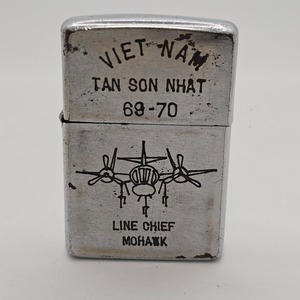 VIET NAM
TAN SON NHAT
69-70
LINE CHIEF
MOHAWK